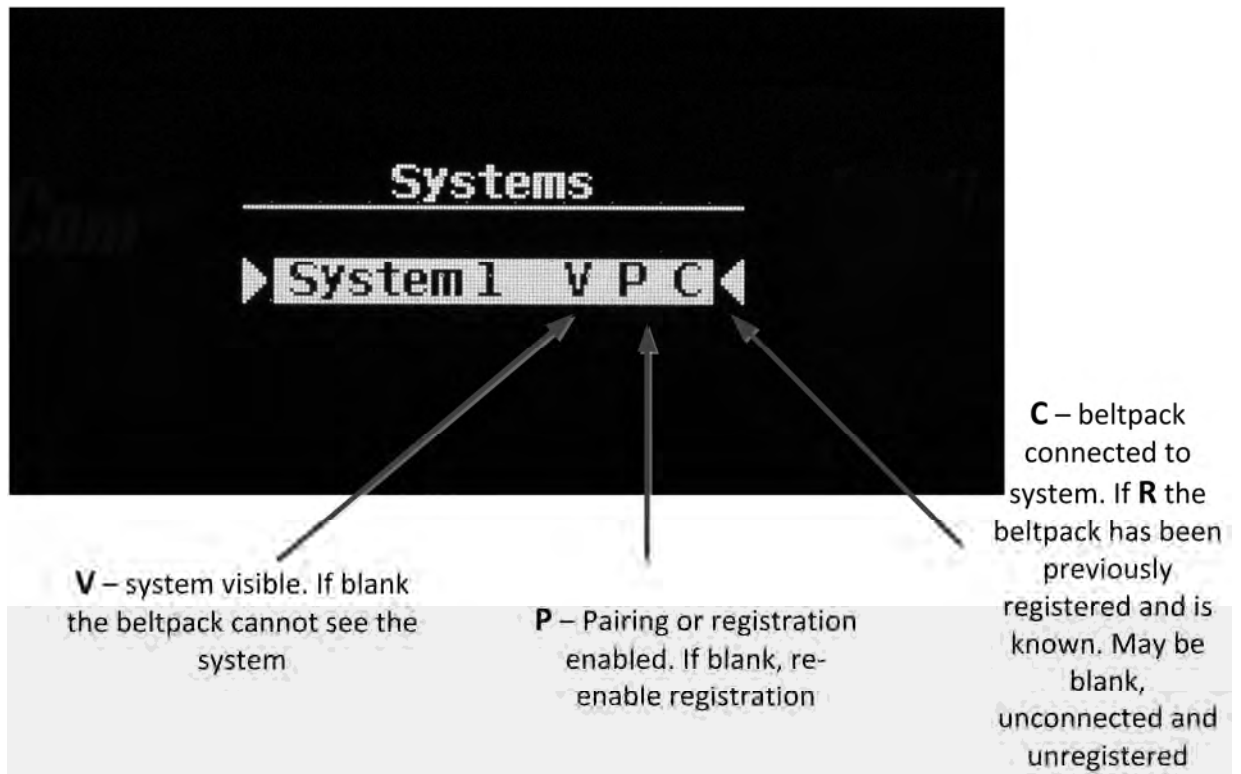 Systems
System 1 V P C
V – system visible. If blank
the beltpack cannot see the
system
P – Pairing or registration
enabled. If blank, re-
enable registration
C – beltpack
connected to
system. If R the
beltpack has been
previously
registered and is
known. May be
blank,
unconnected and
unregistered